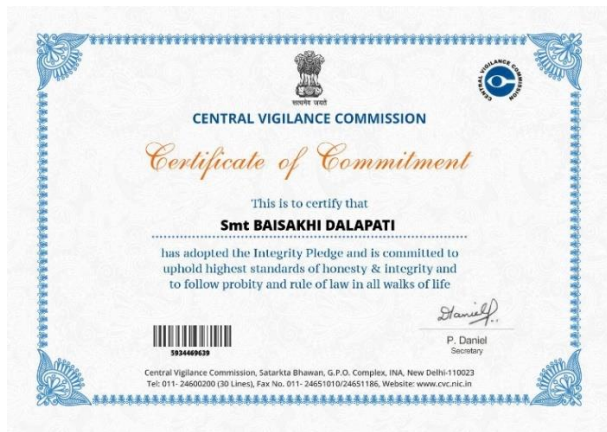 CENTRAL VIGILANCE COMMISSION
सत्यमेव जयते
CENTRAL VIGILANCE COMMISSION
Certificate of Commitment
This is to certify that
Smt BAISAKHI DALAPATI
has adopted the Integrity Pledge and is committed to
uphold highest standards of honesty & integrity and
to follow probity and rule of law in all walks of life
Daniel
P. Daniel
Secretary
5934469639
Central Vigilance Commission, Satarkta Bhawan, G.P.O. Complex, INA, New Delhi-110023
Tel: 011- 24600200 (30 Lines), Fax No. 011- 24651010/24651186, Website: www.cvc.nic.in